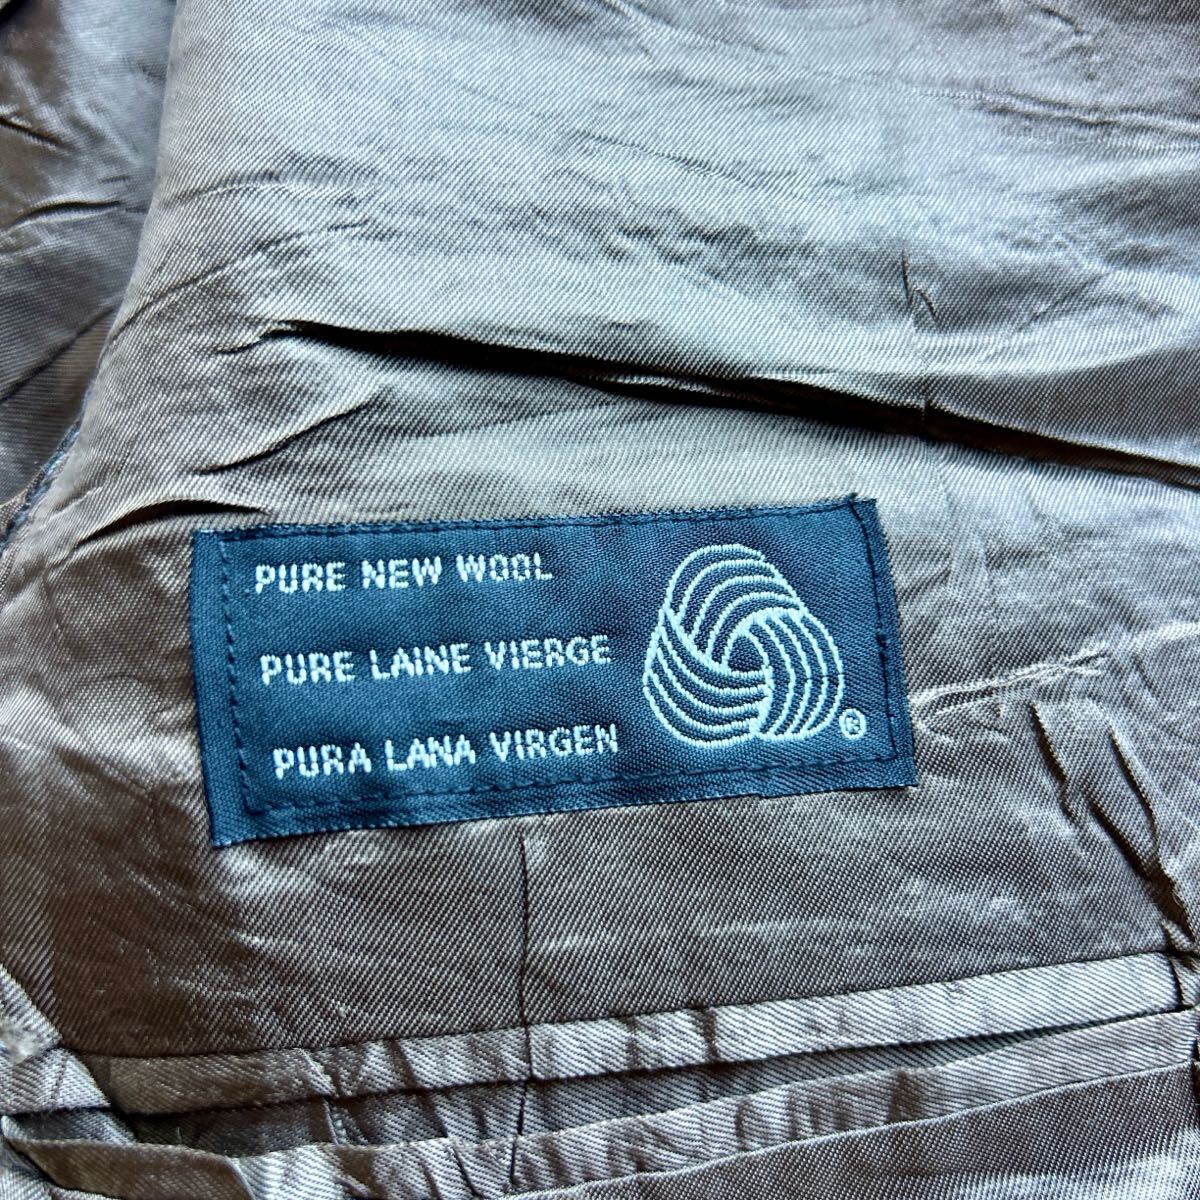 PURE NEW WOOL
PURE LAINE VIERGE
PURA LANA VIRGEN
®